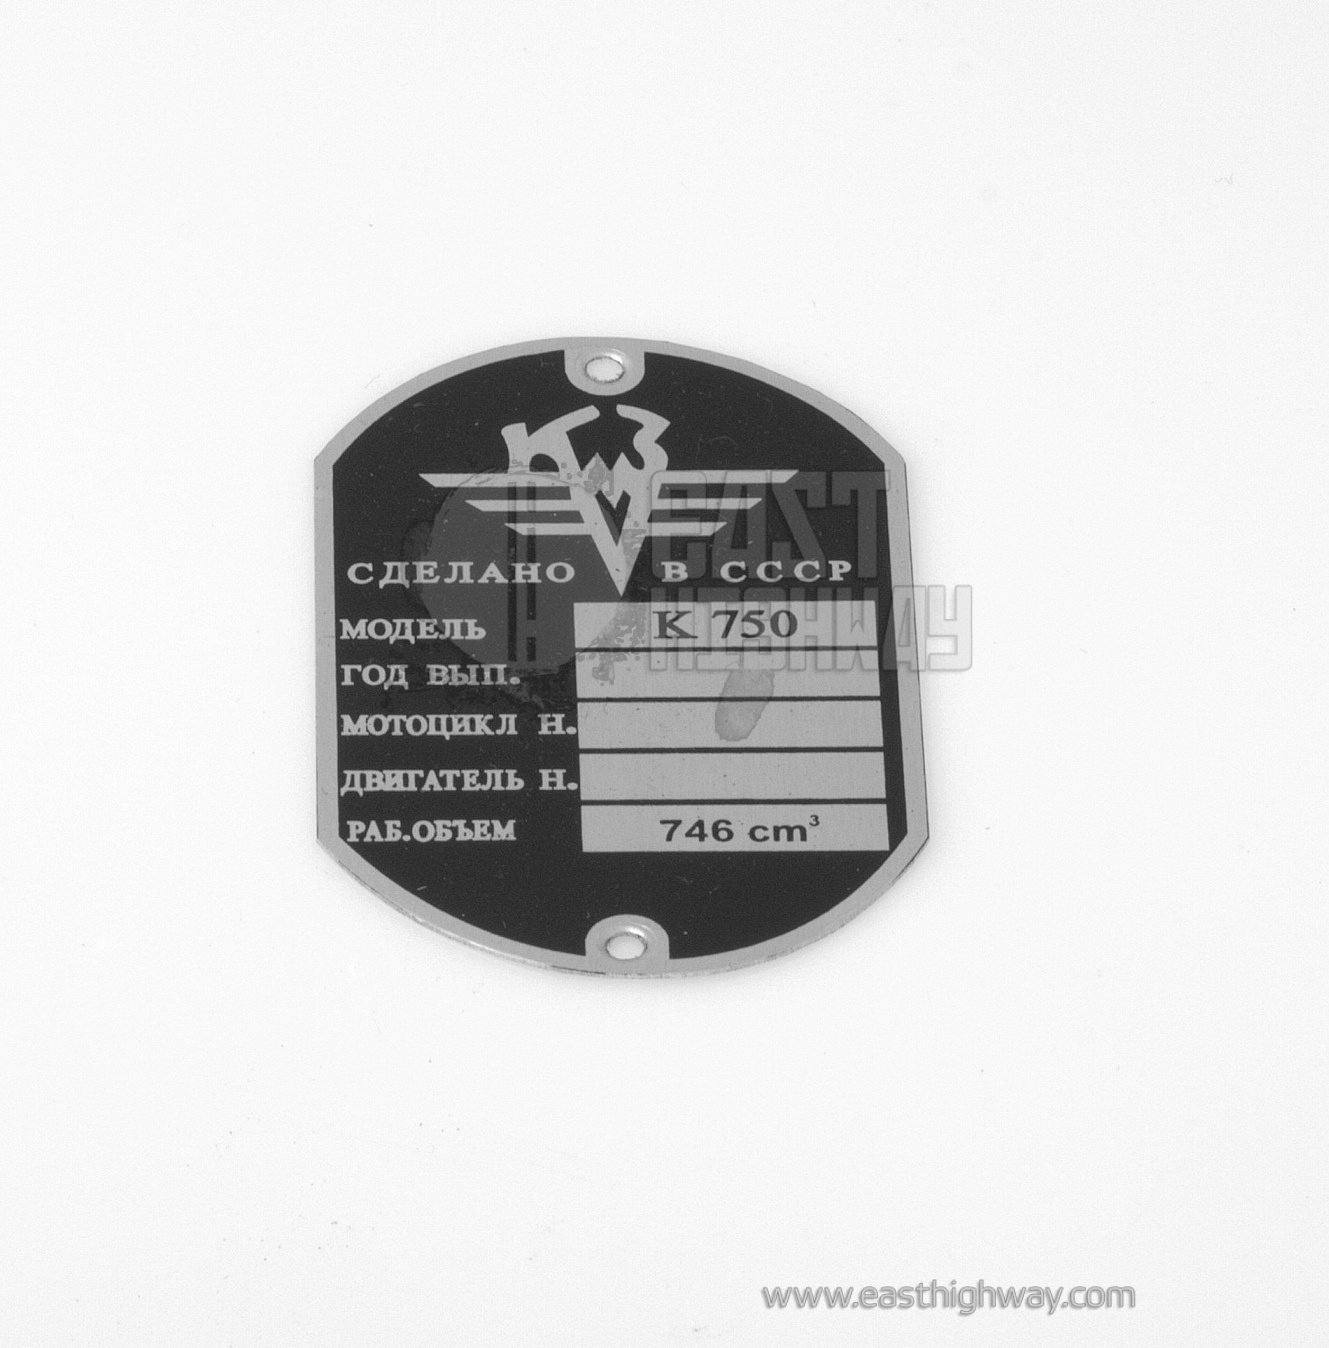 КМЗ
СДЕЛАНО В СССР
МОДЕЛЬ К 750
ГОД ВЫП.
МОТОЦИКЛ Н.
ДВИГАТЕЛЬ Н.
РАБ.ОБЪЕМ 746 cm³
EAST
HIGHWAY
www.easthighway.com